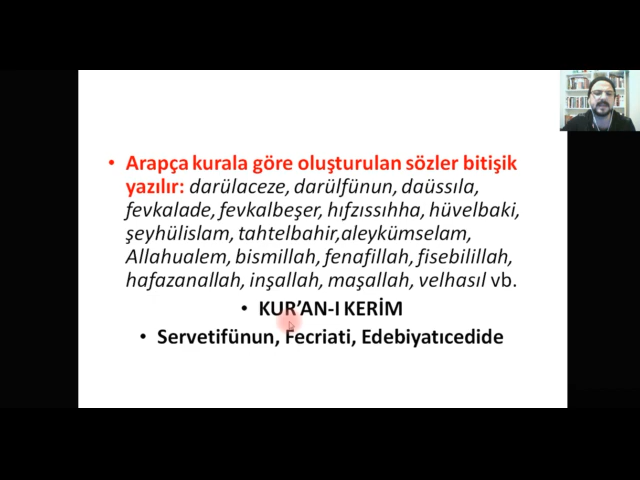 • Arapça kurala göre oluşturulan sözler bitişik
yazılır: darülaceze, darülfünun, daüssıla,
fevkalade, fevkalbeşer, hıfzıssıhha, hüvelbaki,
şeyhülislam, tahtelbahir,aleykümselam,
Allahualem, bismillah, fenafillah, fisebilillah,
hafazanallah, inşallah, maşallah, velhasıl vb.
• KUR’AN-I KERİM
• Servetifünun, Fecriati, Edebiyatıcedide